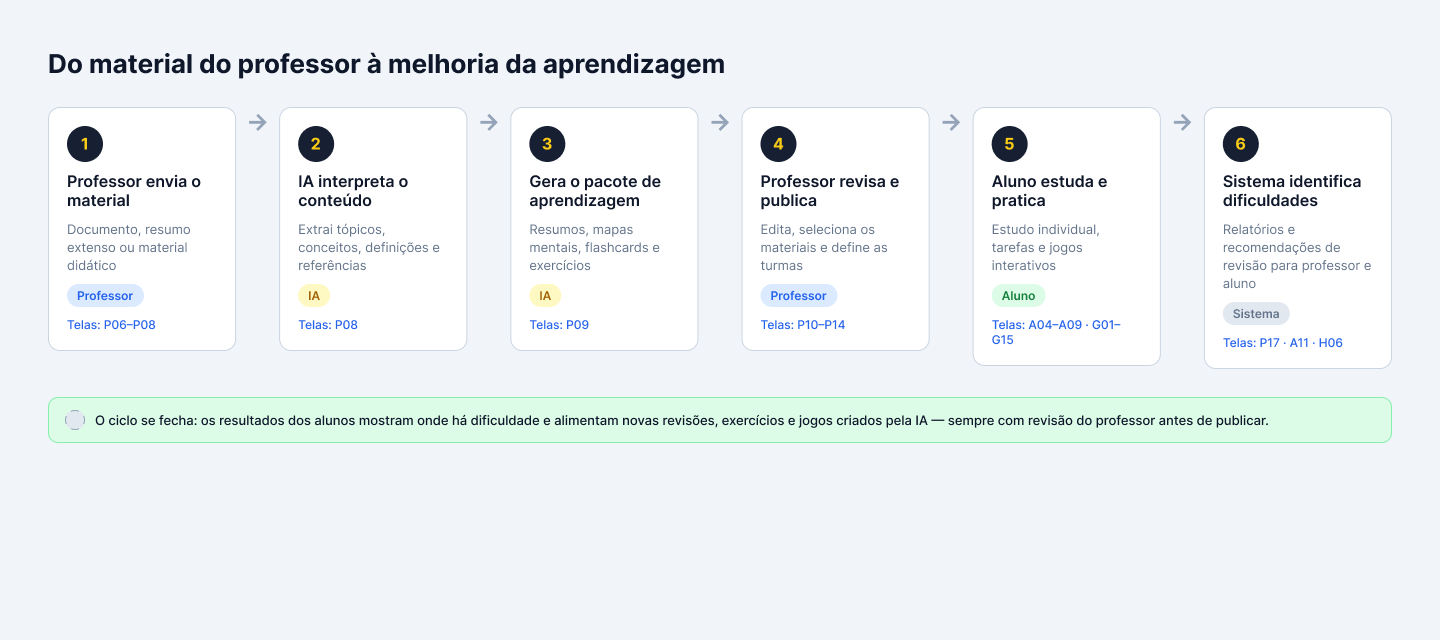 Do material do professor à melhoria da aprendizagem
1
Professor envia o
material
Documento, resumo
extenso ou material
didático
Professor
Telas: P06–P08
2
IA interpreta o
conteúdo
Extrai tópicos,
conceitos, definições e
referências
IA
Telas: P08
3
Gera o pacote de
aprendizagem
Resumos, mapas
mentais, flashcards e
exercícios
IA
Telas: P09
4
Professor revisa e
publica
Edita, seleciona os
materiais e define as
turmas
Professor
Telas: P10–P14
5
Aluno estuda e
pratica
Estudo individual,
tarefas e jogos
interativos
Aluno
Telas: A04–A09 · G01–
G15
6
Sistema identifica
dificuldades
Relatórios e
recomendações de
revisão para professor e
aluno
Sistema
Telas: P17 · A11 · H06
O ciclo se fecha: os resultados dos alunos mostram onde há dificuldade e alimentam novas revisões, exercícios e jogos criados pela IA — sempre com revisão do professor antes de publicar.